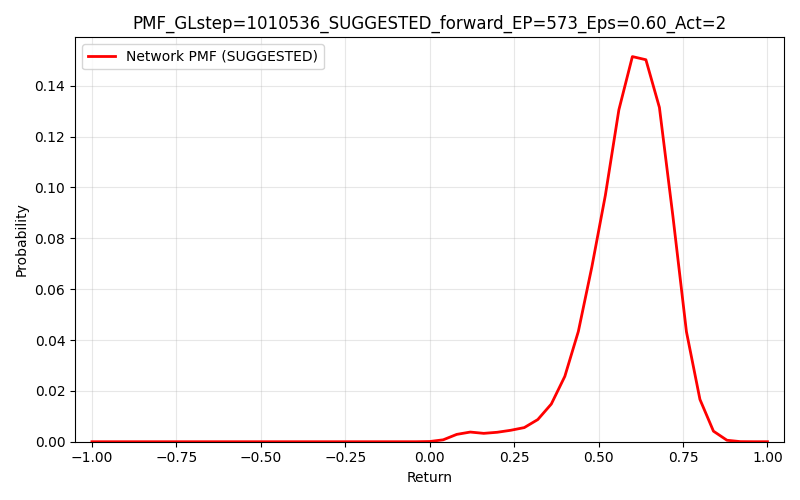 PMF_GLstep=1010536_SUGGESTED_forward_EP=573_Eps=0.60_Act=2
Network PMF (SUGGESTED)
Probability
0.14
0.12
0.10
0.08
0.06
0.04
0.02
0.00
−1.00 −0.75 −0.50 −0.25 0.00 0.25 0.50 0.75 1.00
Return